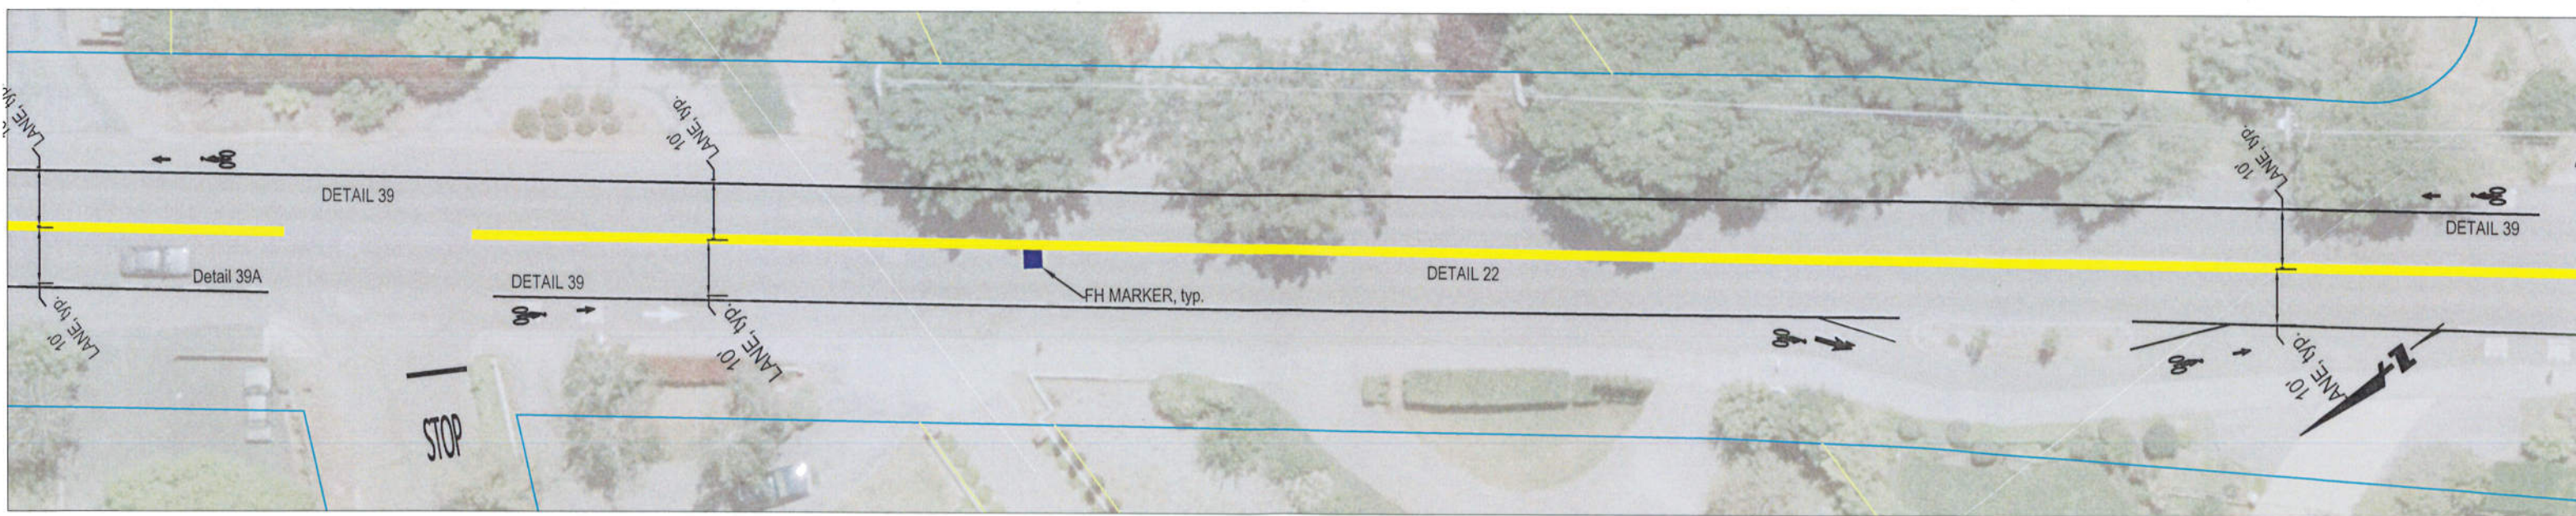 10'
LANE, typ.
10'
LANE, typ.
10'
LANE, typ.
DETAIL 39
DETAIL 39
Detail 39A
DETAIL 39
DETAIL 22
FH MARKER, typ.
10'
LANE, typ.
10'
LANE, typ.
10'
LANE, typ.
N
STOP